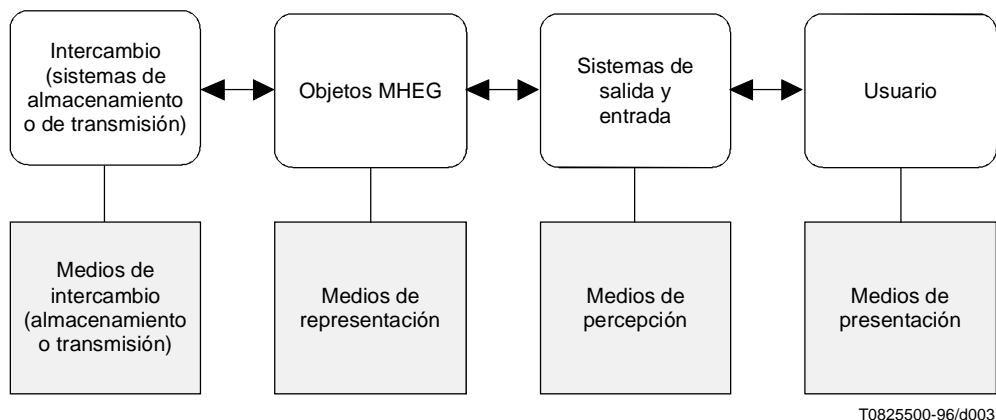 Intercambio
(sistemas de
almacenamiento
o de transmisión)
Objetos MHEG
Sistemas de
salida y
entrada
Usuario
Medios de
intercambio
(almacenamiento
o transmisión)
Medios de
representación
Medios de
percepción
Medios de
presentación
T0825500-96/d003